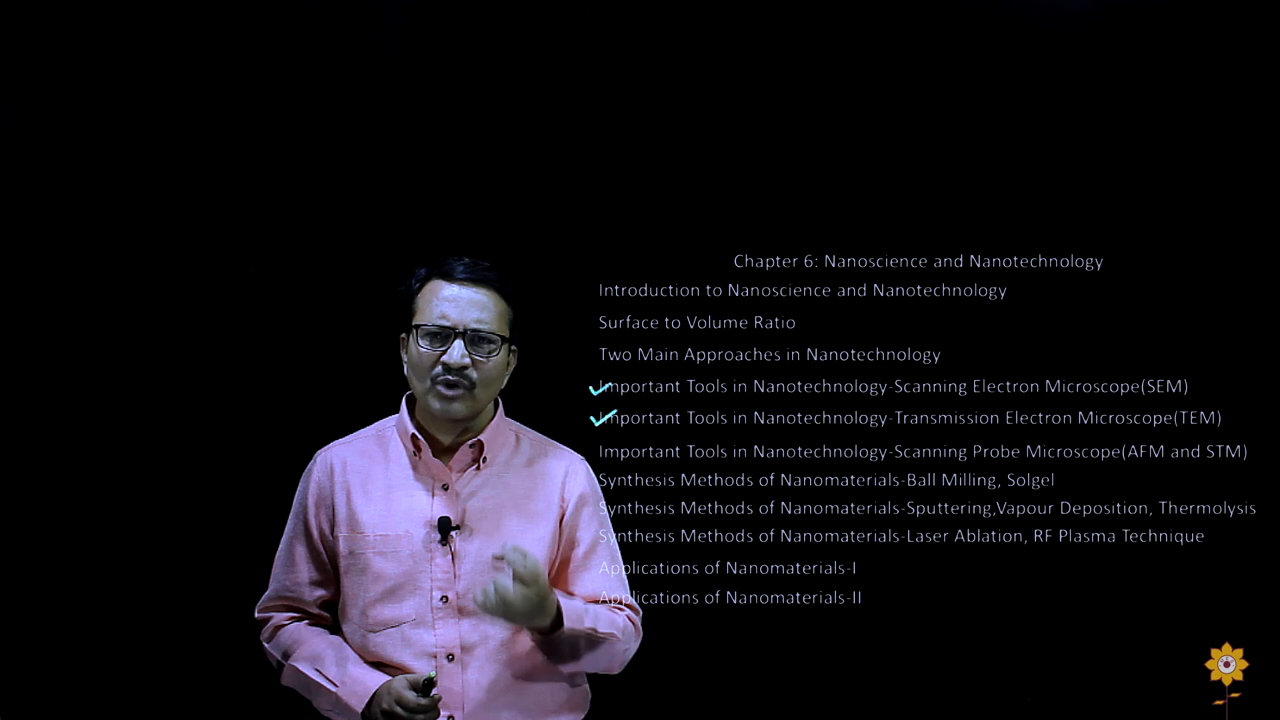 Chapter 6: Nanoscience and Nanotechnology
Introduction to Nanoscience and Nanotechnology
Surface to Volume Ratio
Two Main Approaches in Nanotechnology
Important Tools in Nanotechnology-Scanning Electron Microscope(SEM)
Important Tools in Nanotechnology-Transmission Electron Microscope(TEM)
Important Tools in Nanotechnology-Scanning Probe Microscope(AFM and STM)
Synthesis Methods of Nanomaterials-Ball Milling, Solgel
Synthesis Methods of Nanomaterials-Sputtering,Vapour Deposition, Thermolysis
Synthesis Methods of Nanomaterials-Laser Ablation, RF Plasma Technique
Applications of Nanomaterials-I
Applications of Nanomaterials-II